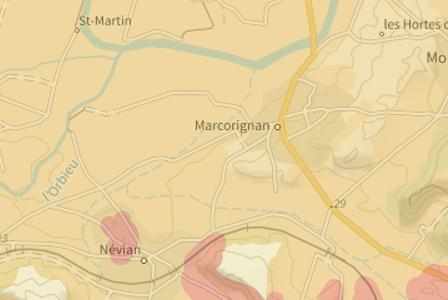 St-Martin
les Hortes
Mo
Marcorignan
l'Orbieu
29
Névian